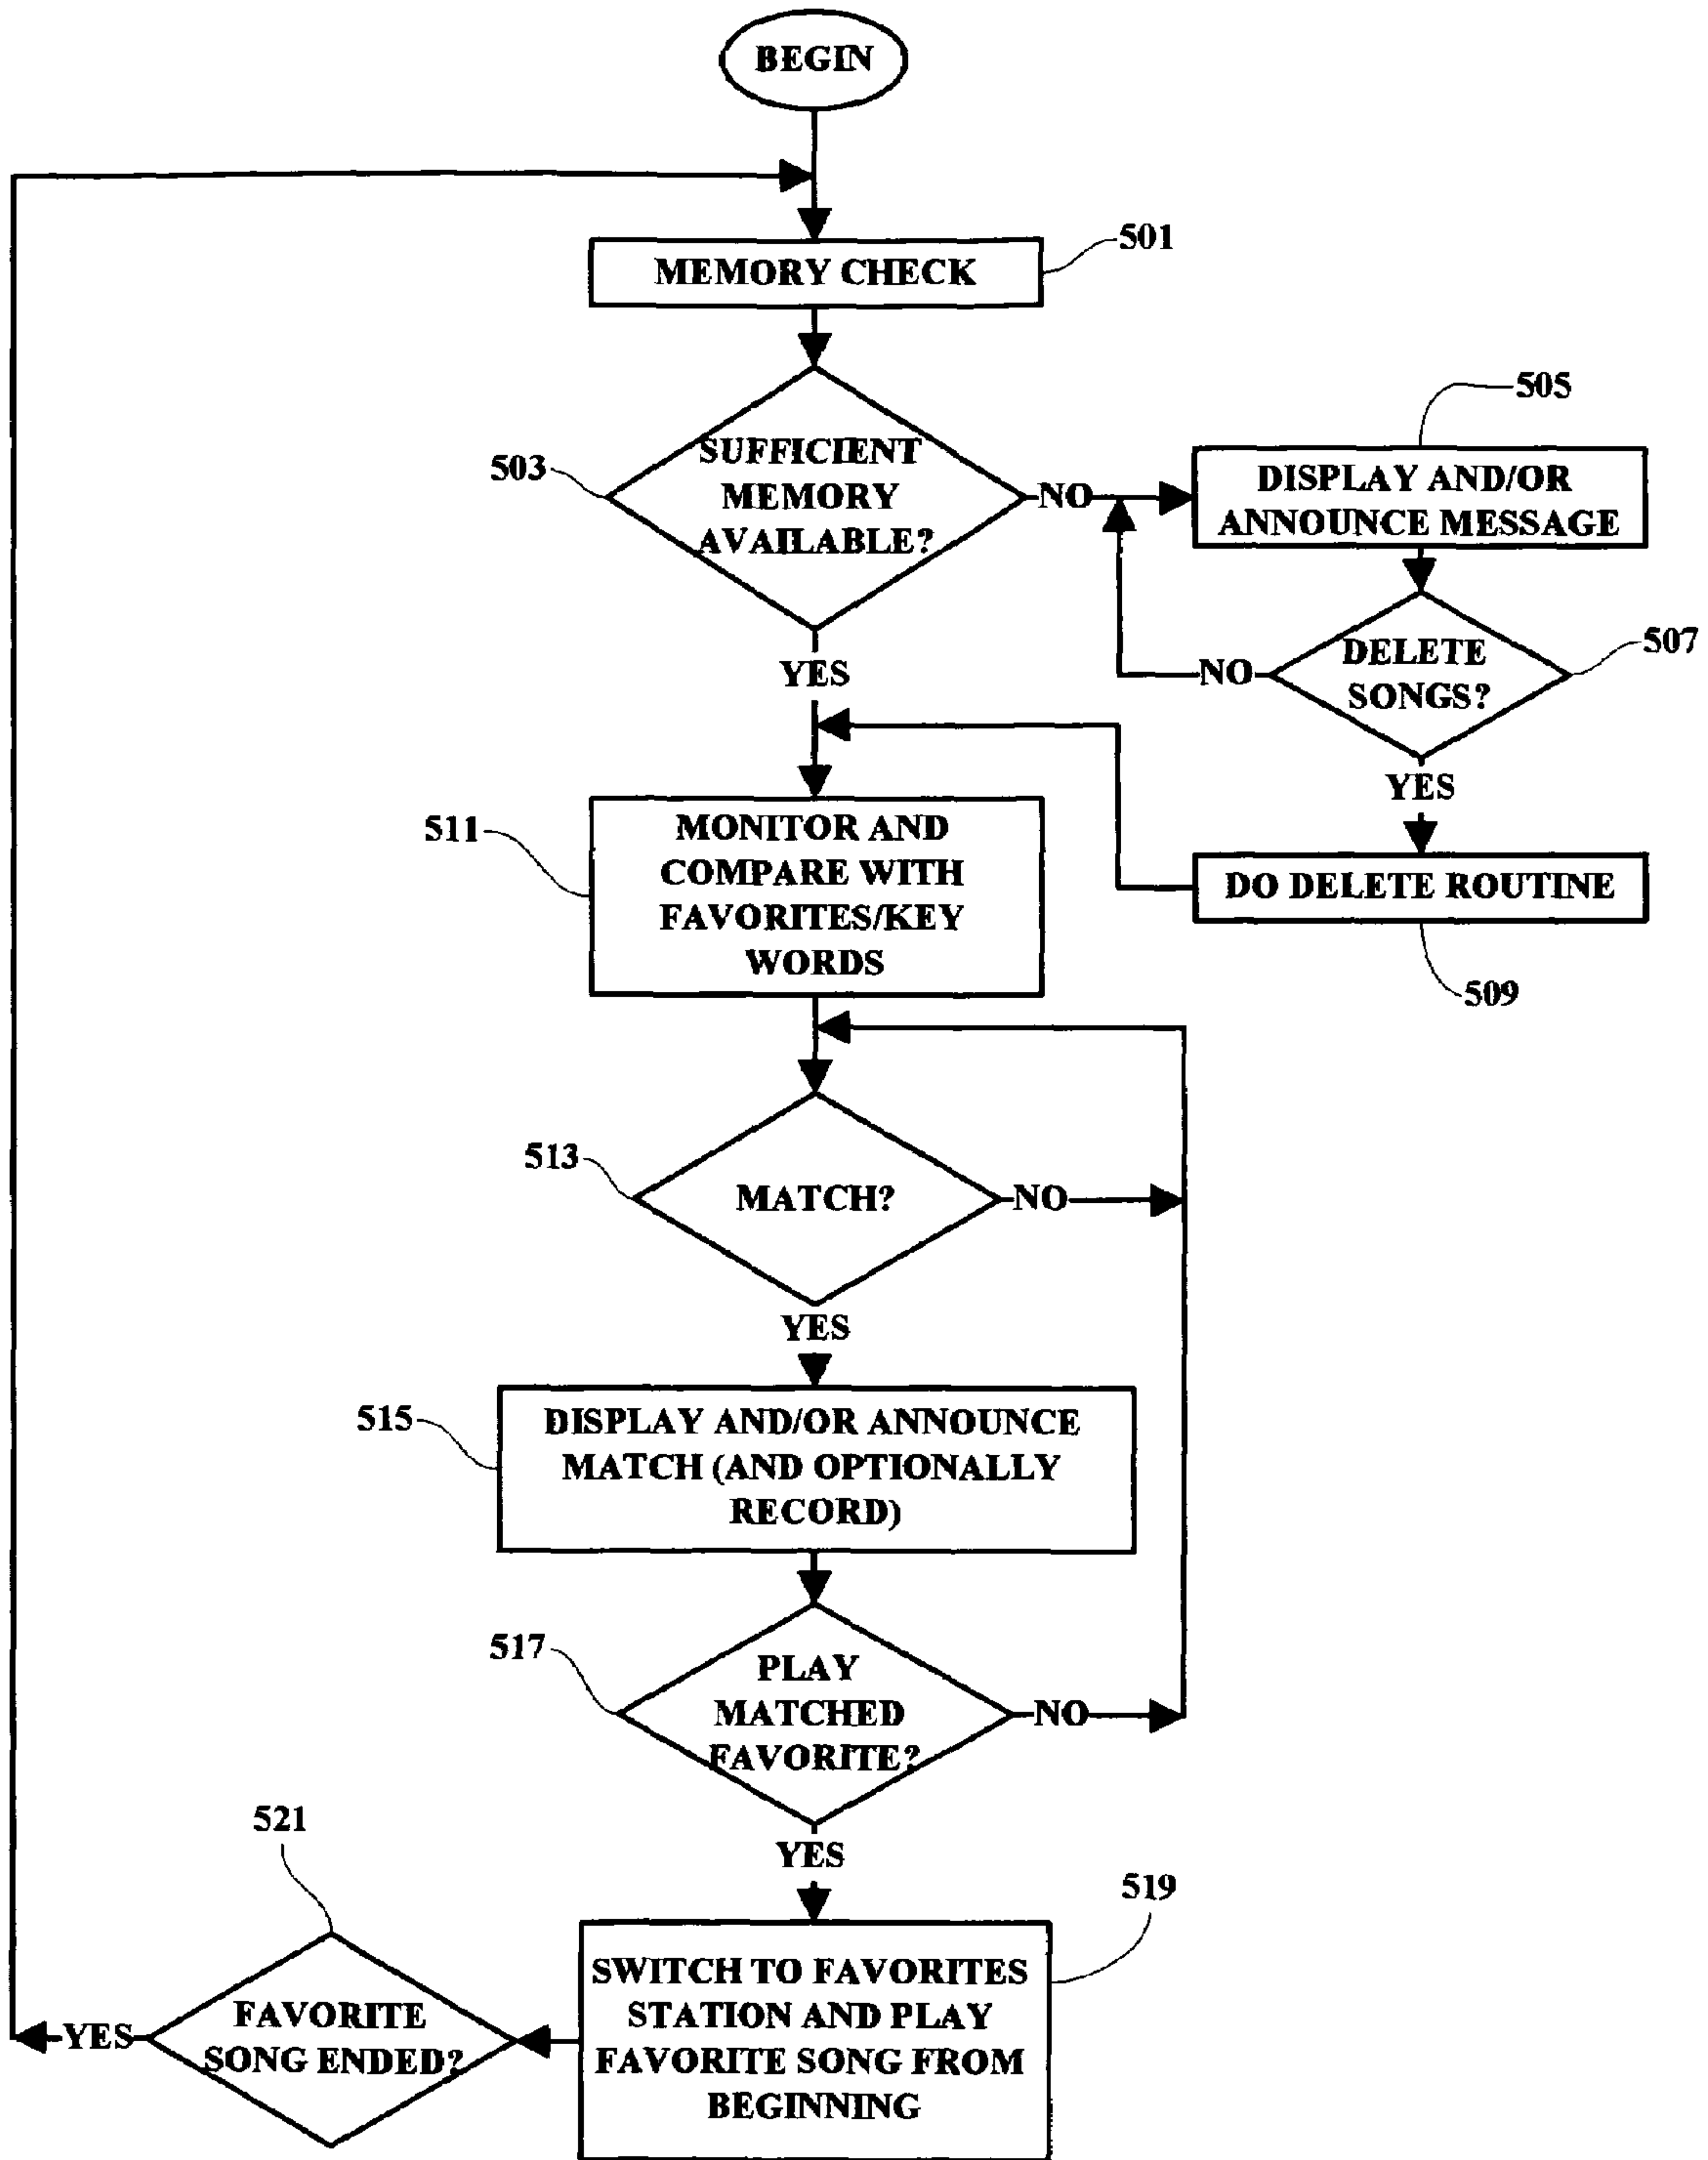 BEGIN
501
MEMORY CHECK
505
503
SUFFICIENT
MEMORY
AVAILABLE?
NO
DISPLAY AND/OR
ANNOUNCE MESSAGE
507
DELETE
SONGS?
NO
YES
YES
511
MONITOR AND
COMPARE WITH
FAVORITES/KEY
WORDS
DO DELETE ROUTINE
509
513
MATCH?
NO
YES
515
DISPLAY AND/OR ANNOUNCE
MATCH (AND OPTIONALLY
RECORD)
517
PLAY
MATCHED
FAVORITE?
NO
YES
521
519
SWITCH TO FAVORITES
STATION AND PLAY
FAVORITE SONG FROM
BEGINNING
FAVORITE
SONG ENDED?
YES